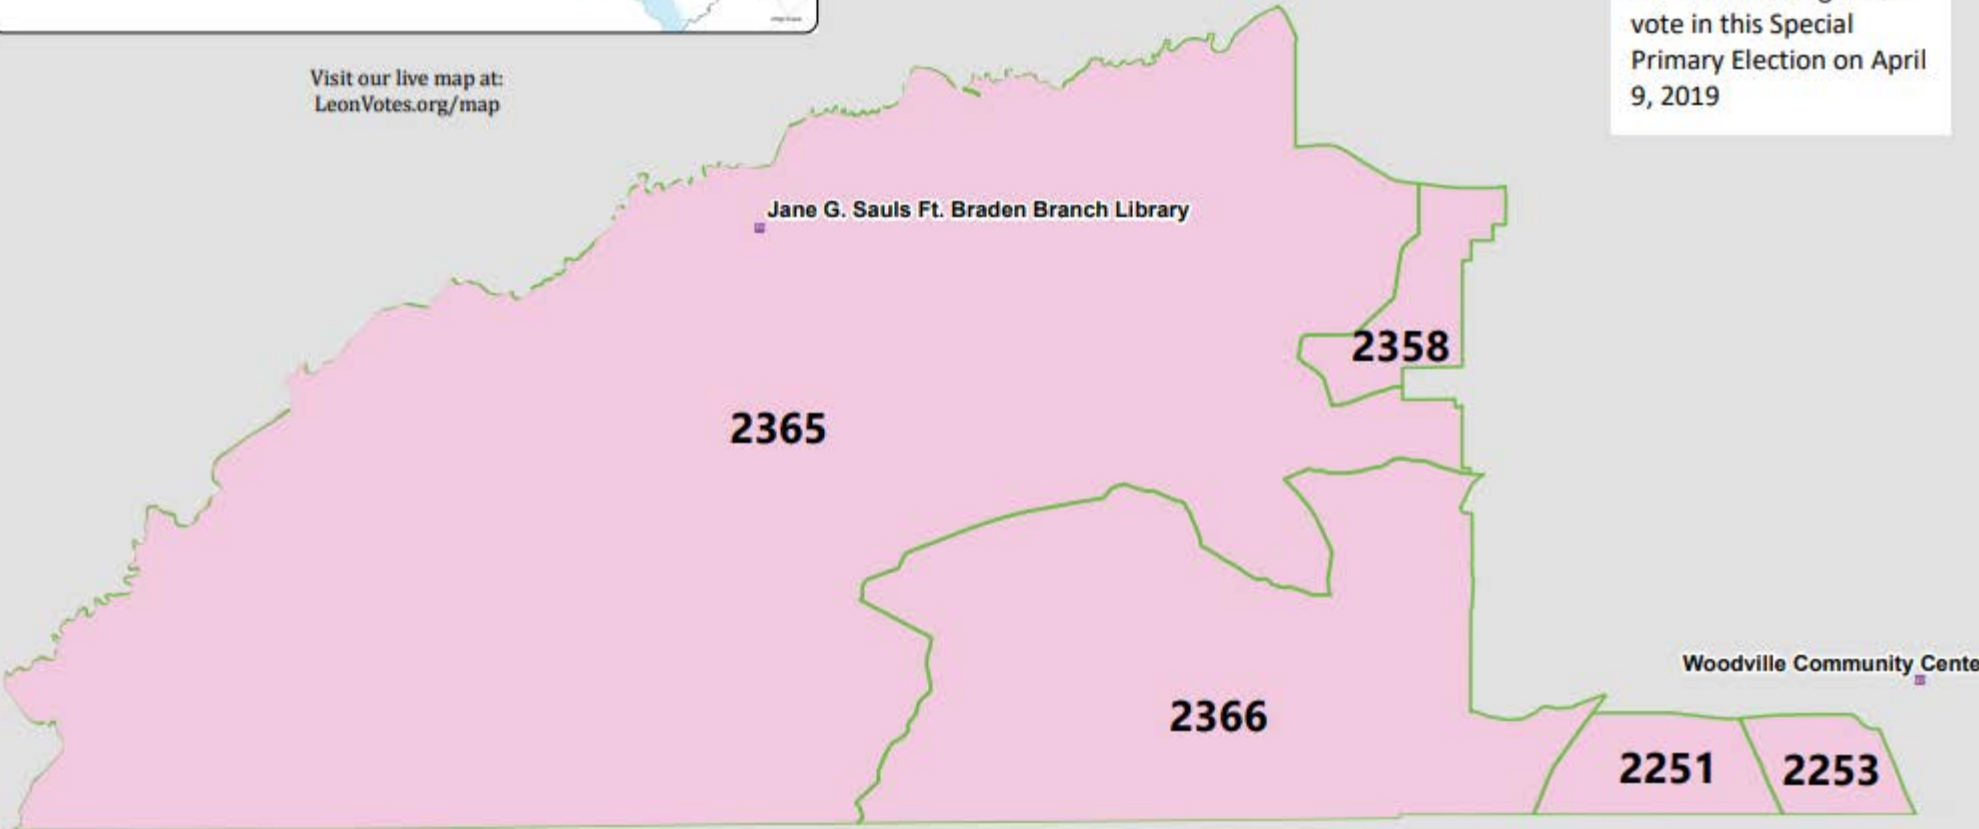 vote in this Special
Primary Election on April
9, 2019
Visit our live map at:
LeonVotes.org/map
Jane G. Sauls Ft. Braden Branch Library
2358
2365
Woodville Community Cente
2366
2251
2253